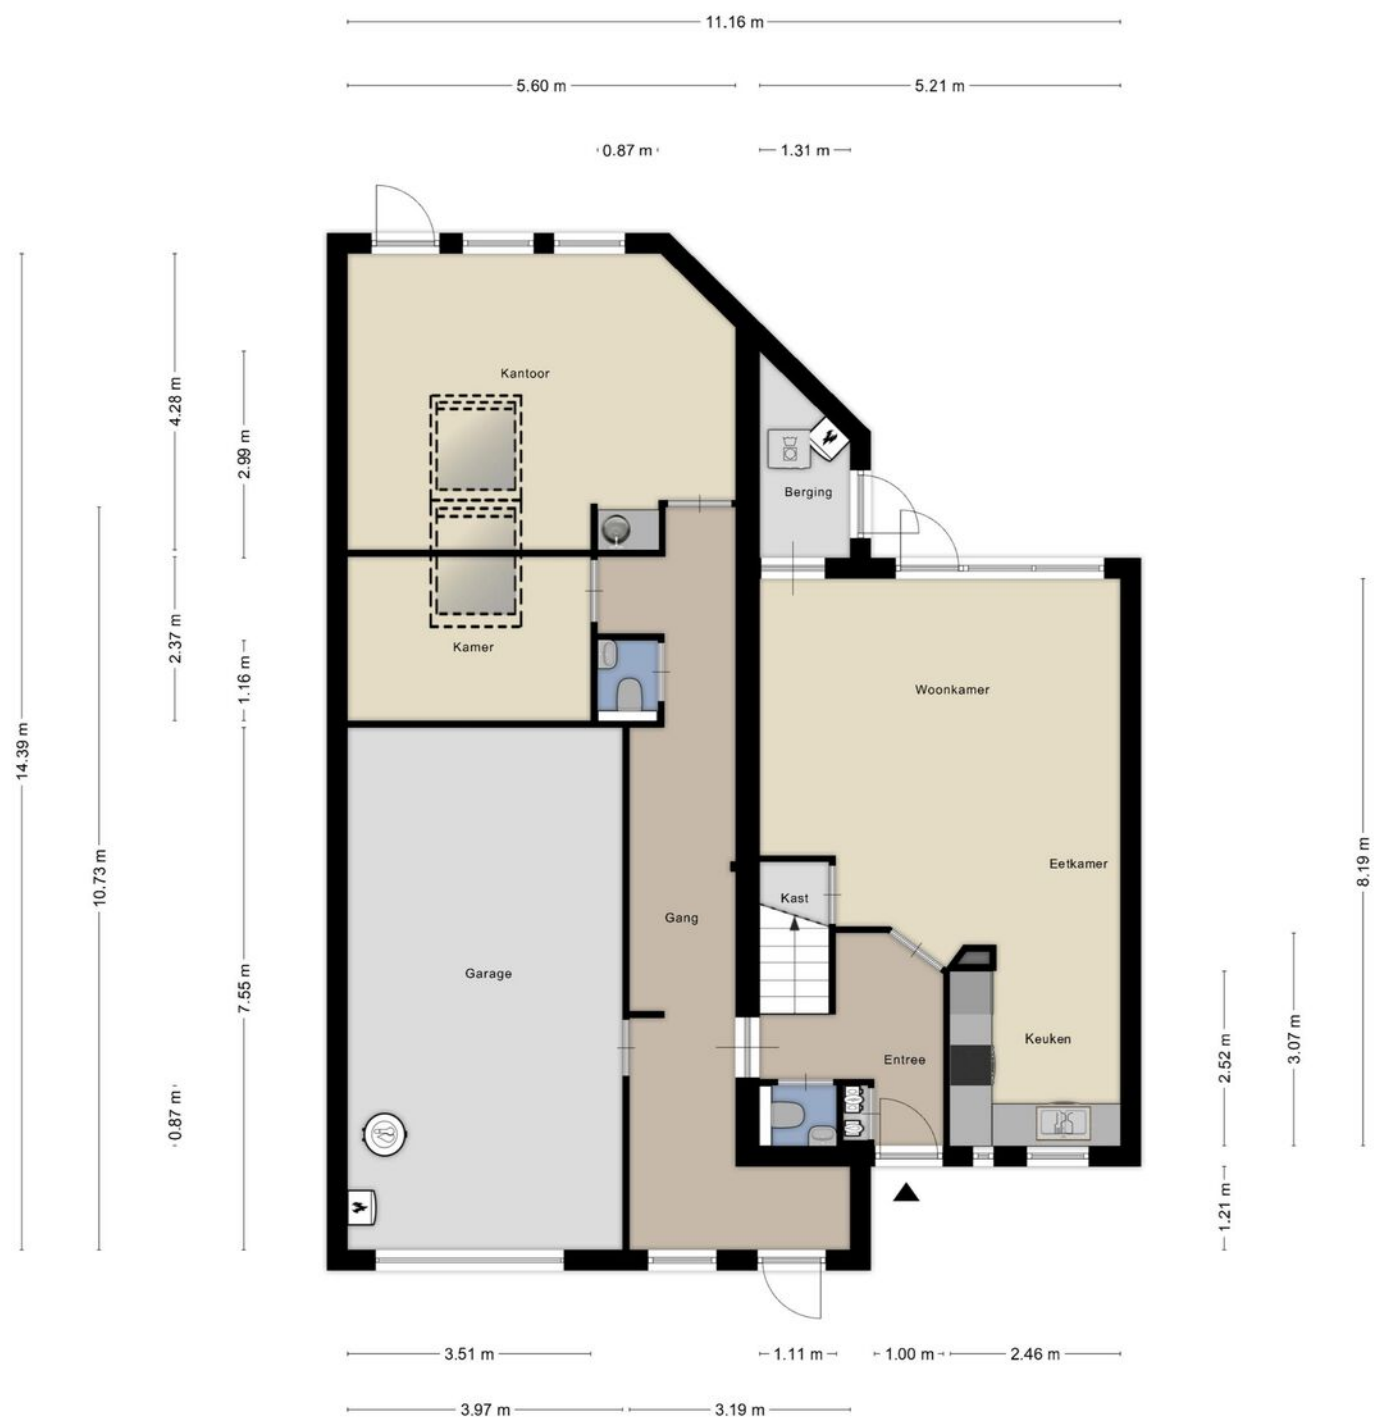 11.16 m
5.60 m
5.21 m
0.87 m
1.31 m
Kantoor
4.28 m
2.99 m
Berging
2.37 m
Kamer
1.16 m
Woonkamer
14.39 m
10.73 m
8.19 m
Eetkamer
Kast
Gang
Garage
7.55 m
Keuken
Entree
2.52 m
3.07 m
0.87 m
1.21 m
3.51 m
1.11 m
1.00 m
2.46 m
3.97 m
3.19 m